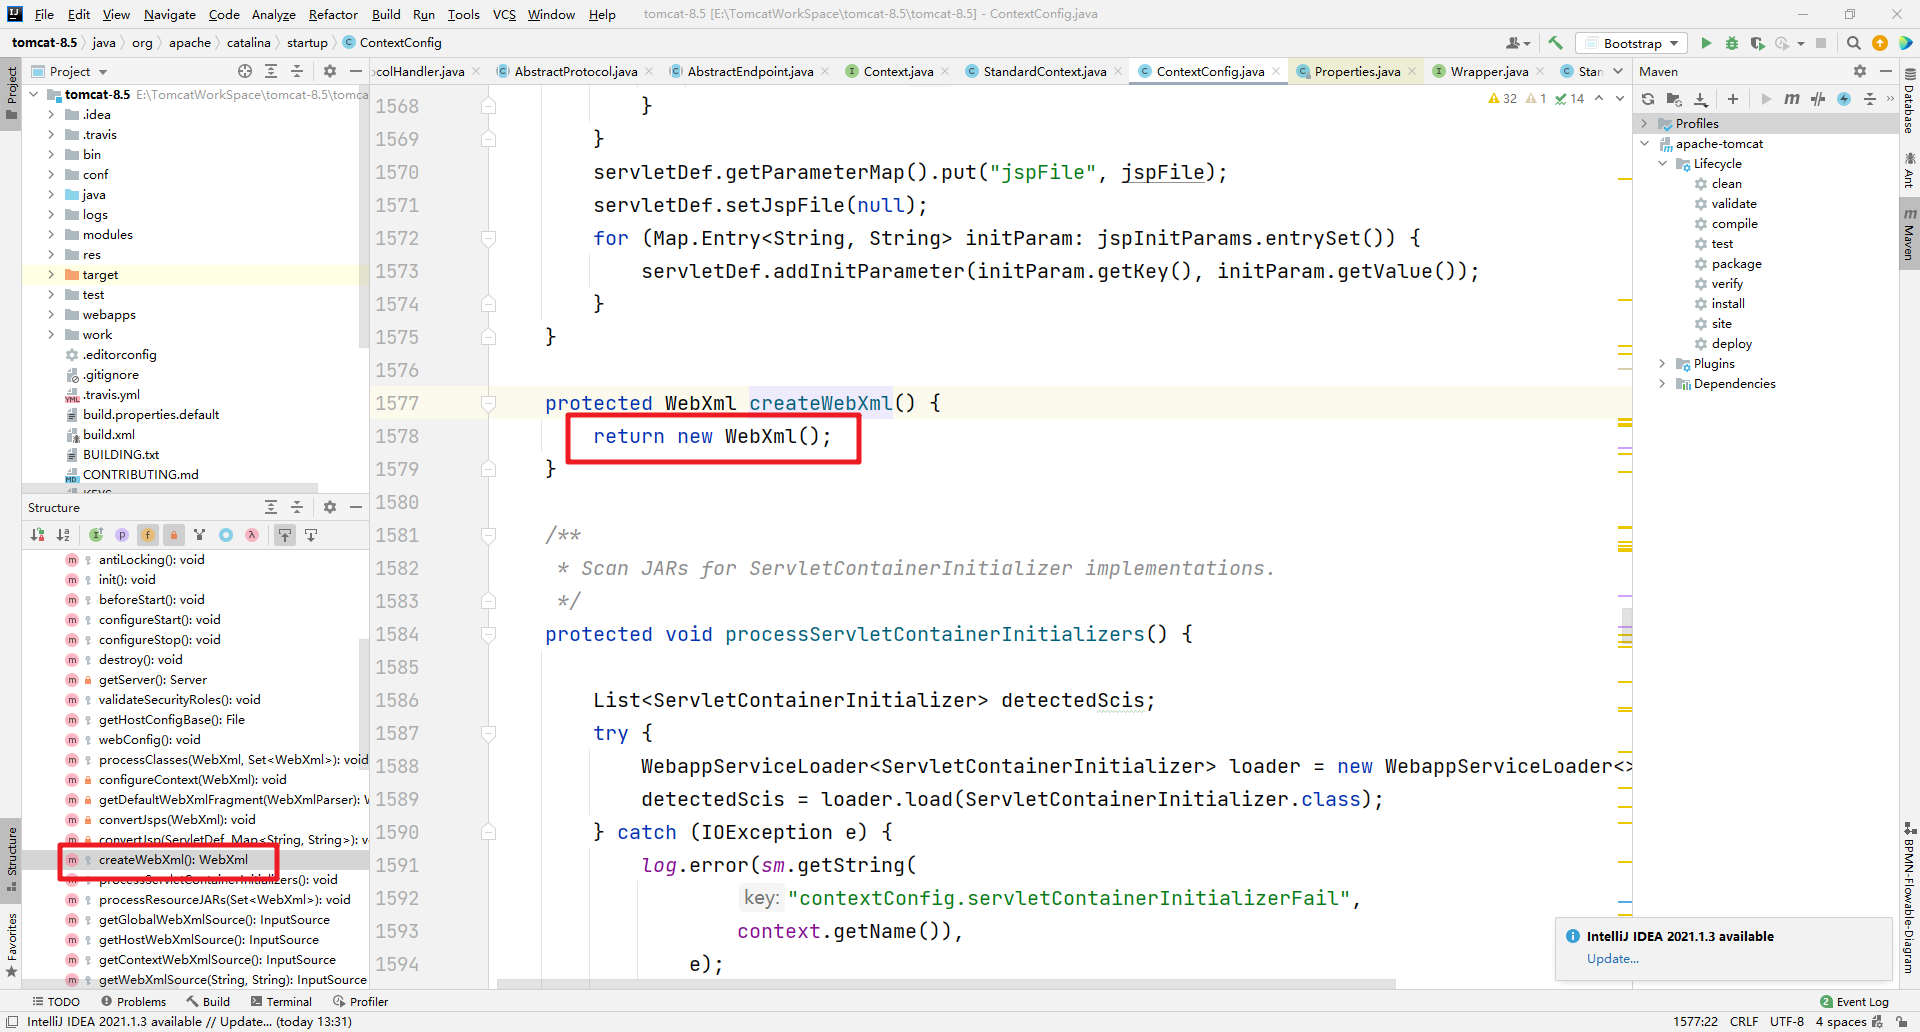 File Edit View Navigate Code Analyze Refactor Build Run Tools VCS Window Help tomcat-8.5 [E:\TomcatWorkSpace\tomcat-8.5\tomcat-8.5] - ContextConfig.java
tomcat-8.5 java org apache catalina startup ContextConfig
Bootstrap
Project
ocolHandler.java AbstractProtocol.java AbstractEndpoint.java Context.java StandardContext.java ContextConfig.java Properties.java Wrapper.java Stan
Maven
Project
tomcat-8.5 E:\TomcatWorkSpace\tomcat-8.5\tomca
.idea
.travis
bin
conf
java
logs
modules
res
target
test
webapps
work
.editorconfig
.gitignore
.travis.yml
build.properties.default
build.xml
BUILDING.txt
CONTRIBUTING.md
KEYS
Structure
antiLocking(): void
init(): void
beforeStart(): void
configureStart(): void
configureStop(): void
destroy(): void
getServer(): Server
validateSecurityRoles(): void
getHostConfigBase(): File
webConfig(): void
processClasses(WebXml, Set<WebXml>): void
configureContext(WebXml): void
getDefaultWebXmlFragment(WebXmlParser): W
convertJsps(WebXml): void
convertJsp(ServletDef, Map<String, String>): v
createWebXml(): WebXml
processServletContainerInitializers(): void
processResourceJARs(Set<WebXml>): void
getGlobalWebXmlSource(): InputSource
getHostWebXmlSource(): InputSource
getContextWebXmlSource(): InputSource
getWebXmlSource(String, String): InputSource
Structure
Favorites
32 1 14
1568 }
1569 }
1570 servletDef.getParameterMap().put("jspFile", jspFile);
1571 servletDef.setJspFile(null);
1572 for (Map.Entry<String, String> initParam: jspInitParams.entrySet()) {
1573 servletDef.addInitParameter(initParam.getKey(), initParam.getValue());
1574 }
1575 }
1576
1577 protected WebXml createWebXml() {
1578 return new WebXml();
1579 }
1580
1581 /**
1582 * Scan JARs for ServletContainerInitializer implementations.
1583 */
1584 protected void processServletContainerInitializers() {
1585
1586 List<ServletContainerInitializer> detectedScis;
1587 try {
1588 WebappServiceLoader<ServletContainerInitializer> loader = new WebappServiceLoader<>
1589 detectedScis = loader.load(ServletContainerInitializer.class);
1590 } catch (IOException e) {
1591 log.error(sm.getString(
1592 key: "contextConfig.servletContainerInitializerFail",
1593 context.getName()),
1594 e);
Profiles
apache-tomcat
Lifecycle
clean
validate
compile
test
package
verify
install
site
deploy
Plugins
Dependencies
Database
Ant
Maven
BPMN-Flowable-Diagram
IntelliJ IDEA 2021.1.3 available
Update...
TODO Problems Build Terminal Profiler
2 Event Log
IntelliJ IDEA 2021.1.3 available // Update... (today 13:31)
1577:22 CRLF UTF-8 4 spaces